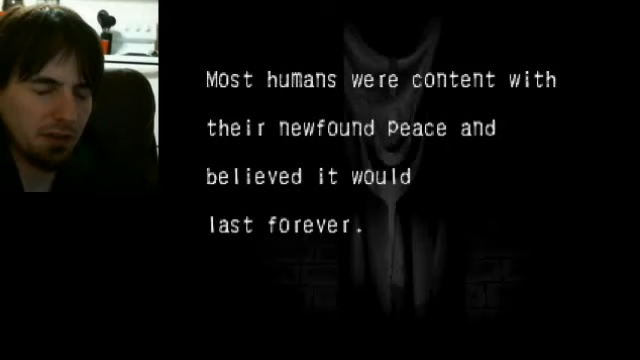 Most humans were content with
their newfound peace and
believed it would
last forever.